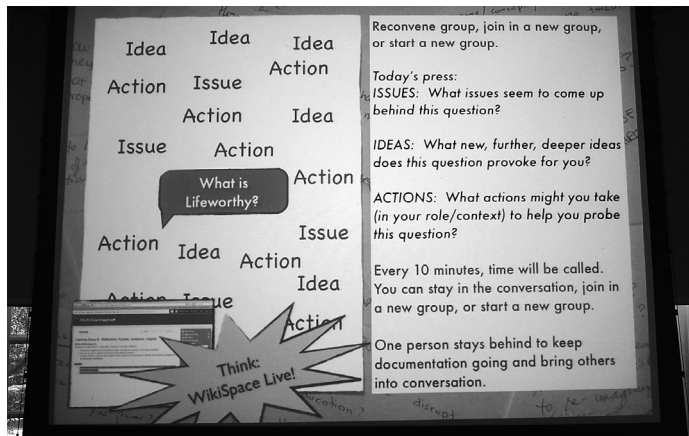 Idea Idea Idea
Action Issue Action
Action Idea
Issue Action
What is
Lifeworthy?
Action
Action Idea Issue
Action
Idea
Action Issue
Action
Think:
WikiSpace Live!
Reconvene group, join in a new group,
or start a new group.
Today's press:
ISSUES: What issues seem to come up
behind this question?
IDEAS: What new, further, deeper ideas
does this question provoke for you?
ACTIONS: What actions might you take
(in your role/context) to help you probe
this question?
Every 10 minutes, time will be called.
You can stay in the conversation, join in
a new group, or start a new group.
One person stays behind to keep
documentation going and bring others
into conversation.
disrupt